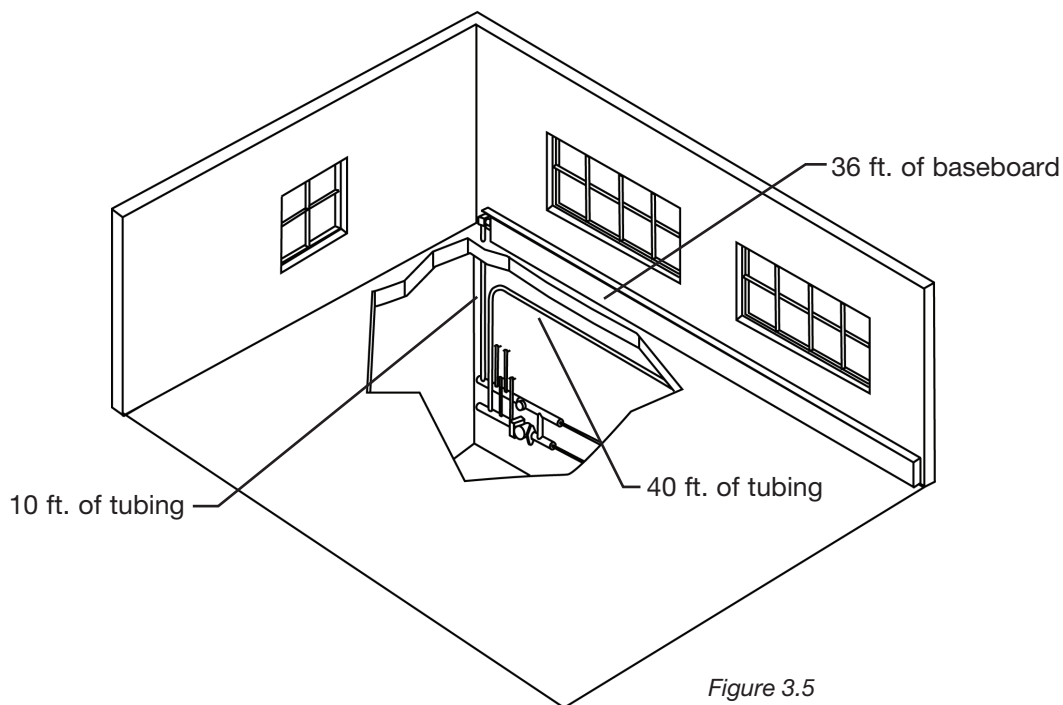 36 ft. of baseboard
10 ft. of tubing
40 ft. of tubing
Figure 3.5